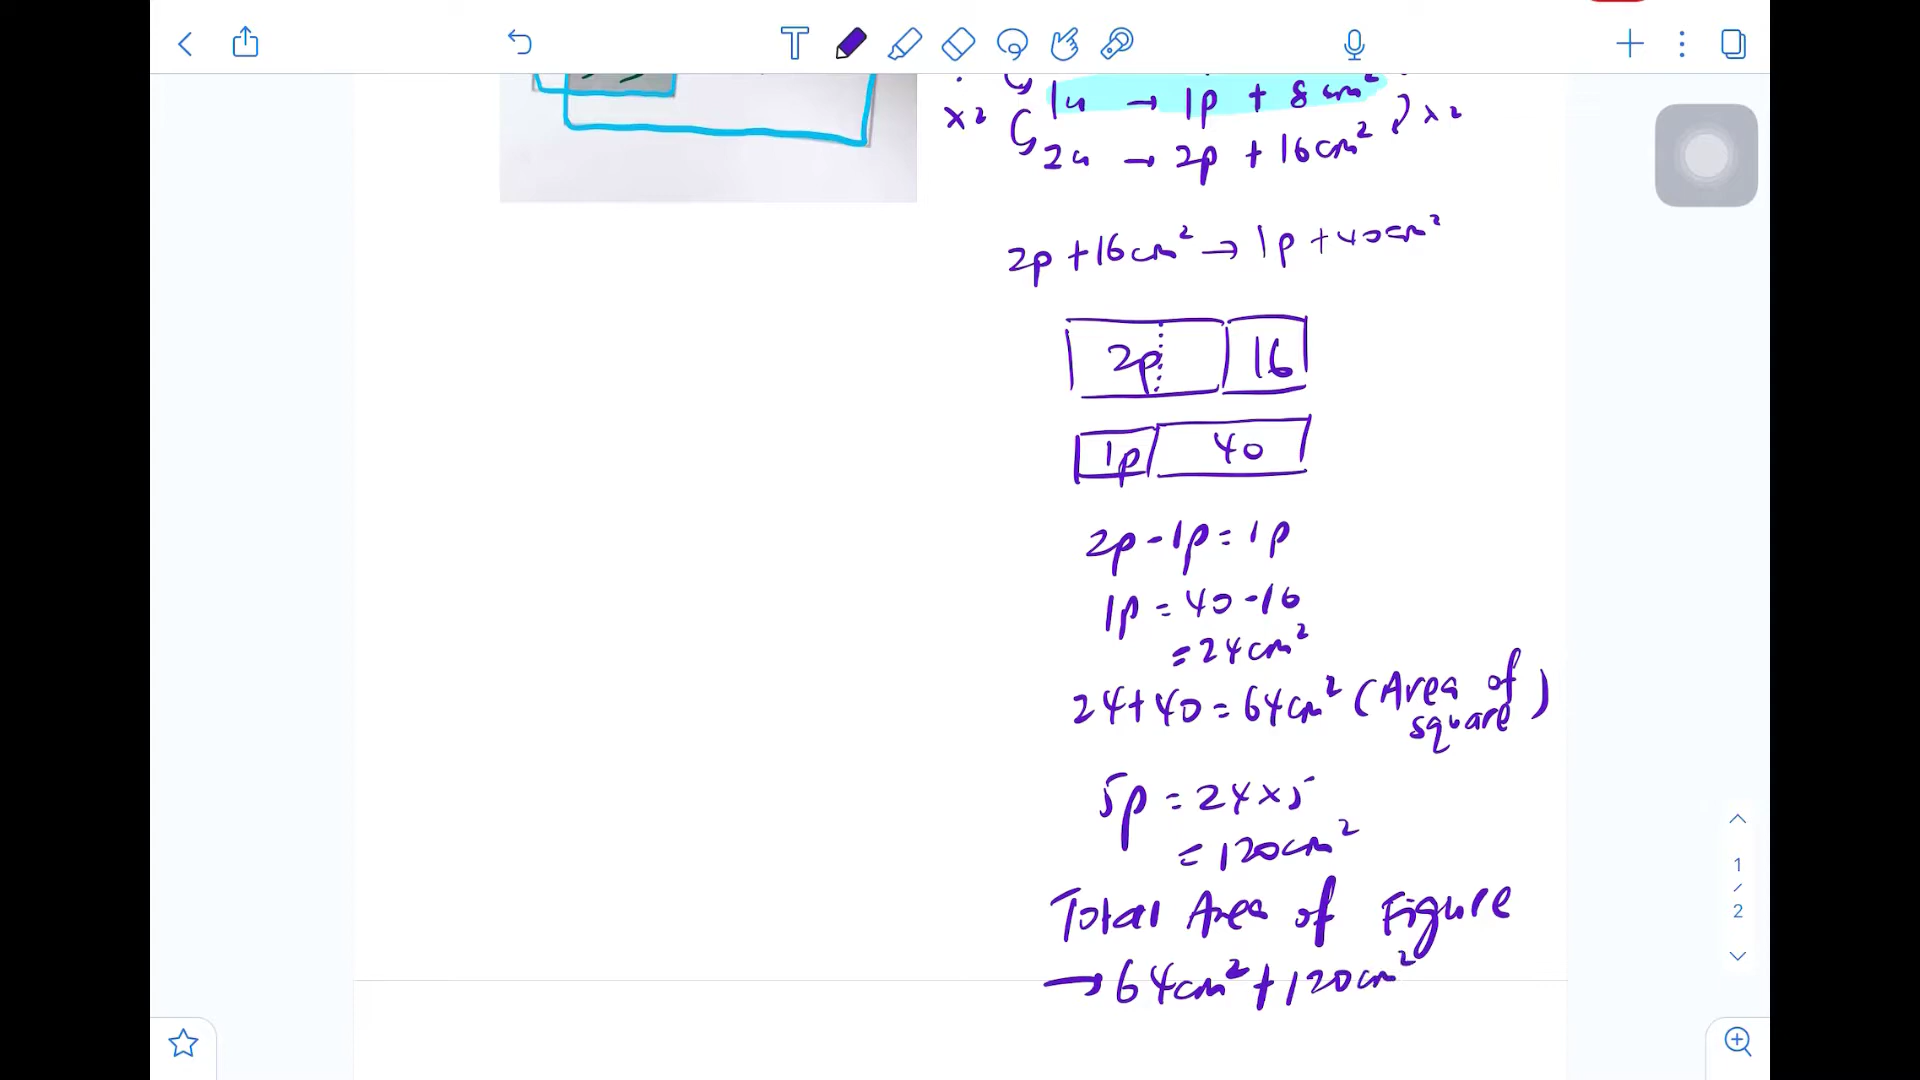 1u → 1p + 8cm²
x2 x2
2u → 2p + 16cm²
2p + 16cm² → 1p + 40cm²
2p 16
1p 40
2p - 1p = 1p
1p = 40 - 16
= 24cm²
24 + 40 = 64cm² (Area of square)
5p = 24 x 5
= 120cm²
Total Area of Figure
→ 64cm² + 120cm²
T
1
/
2